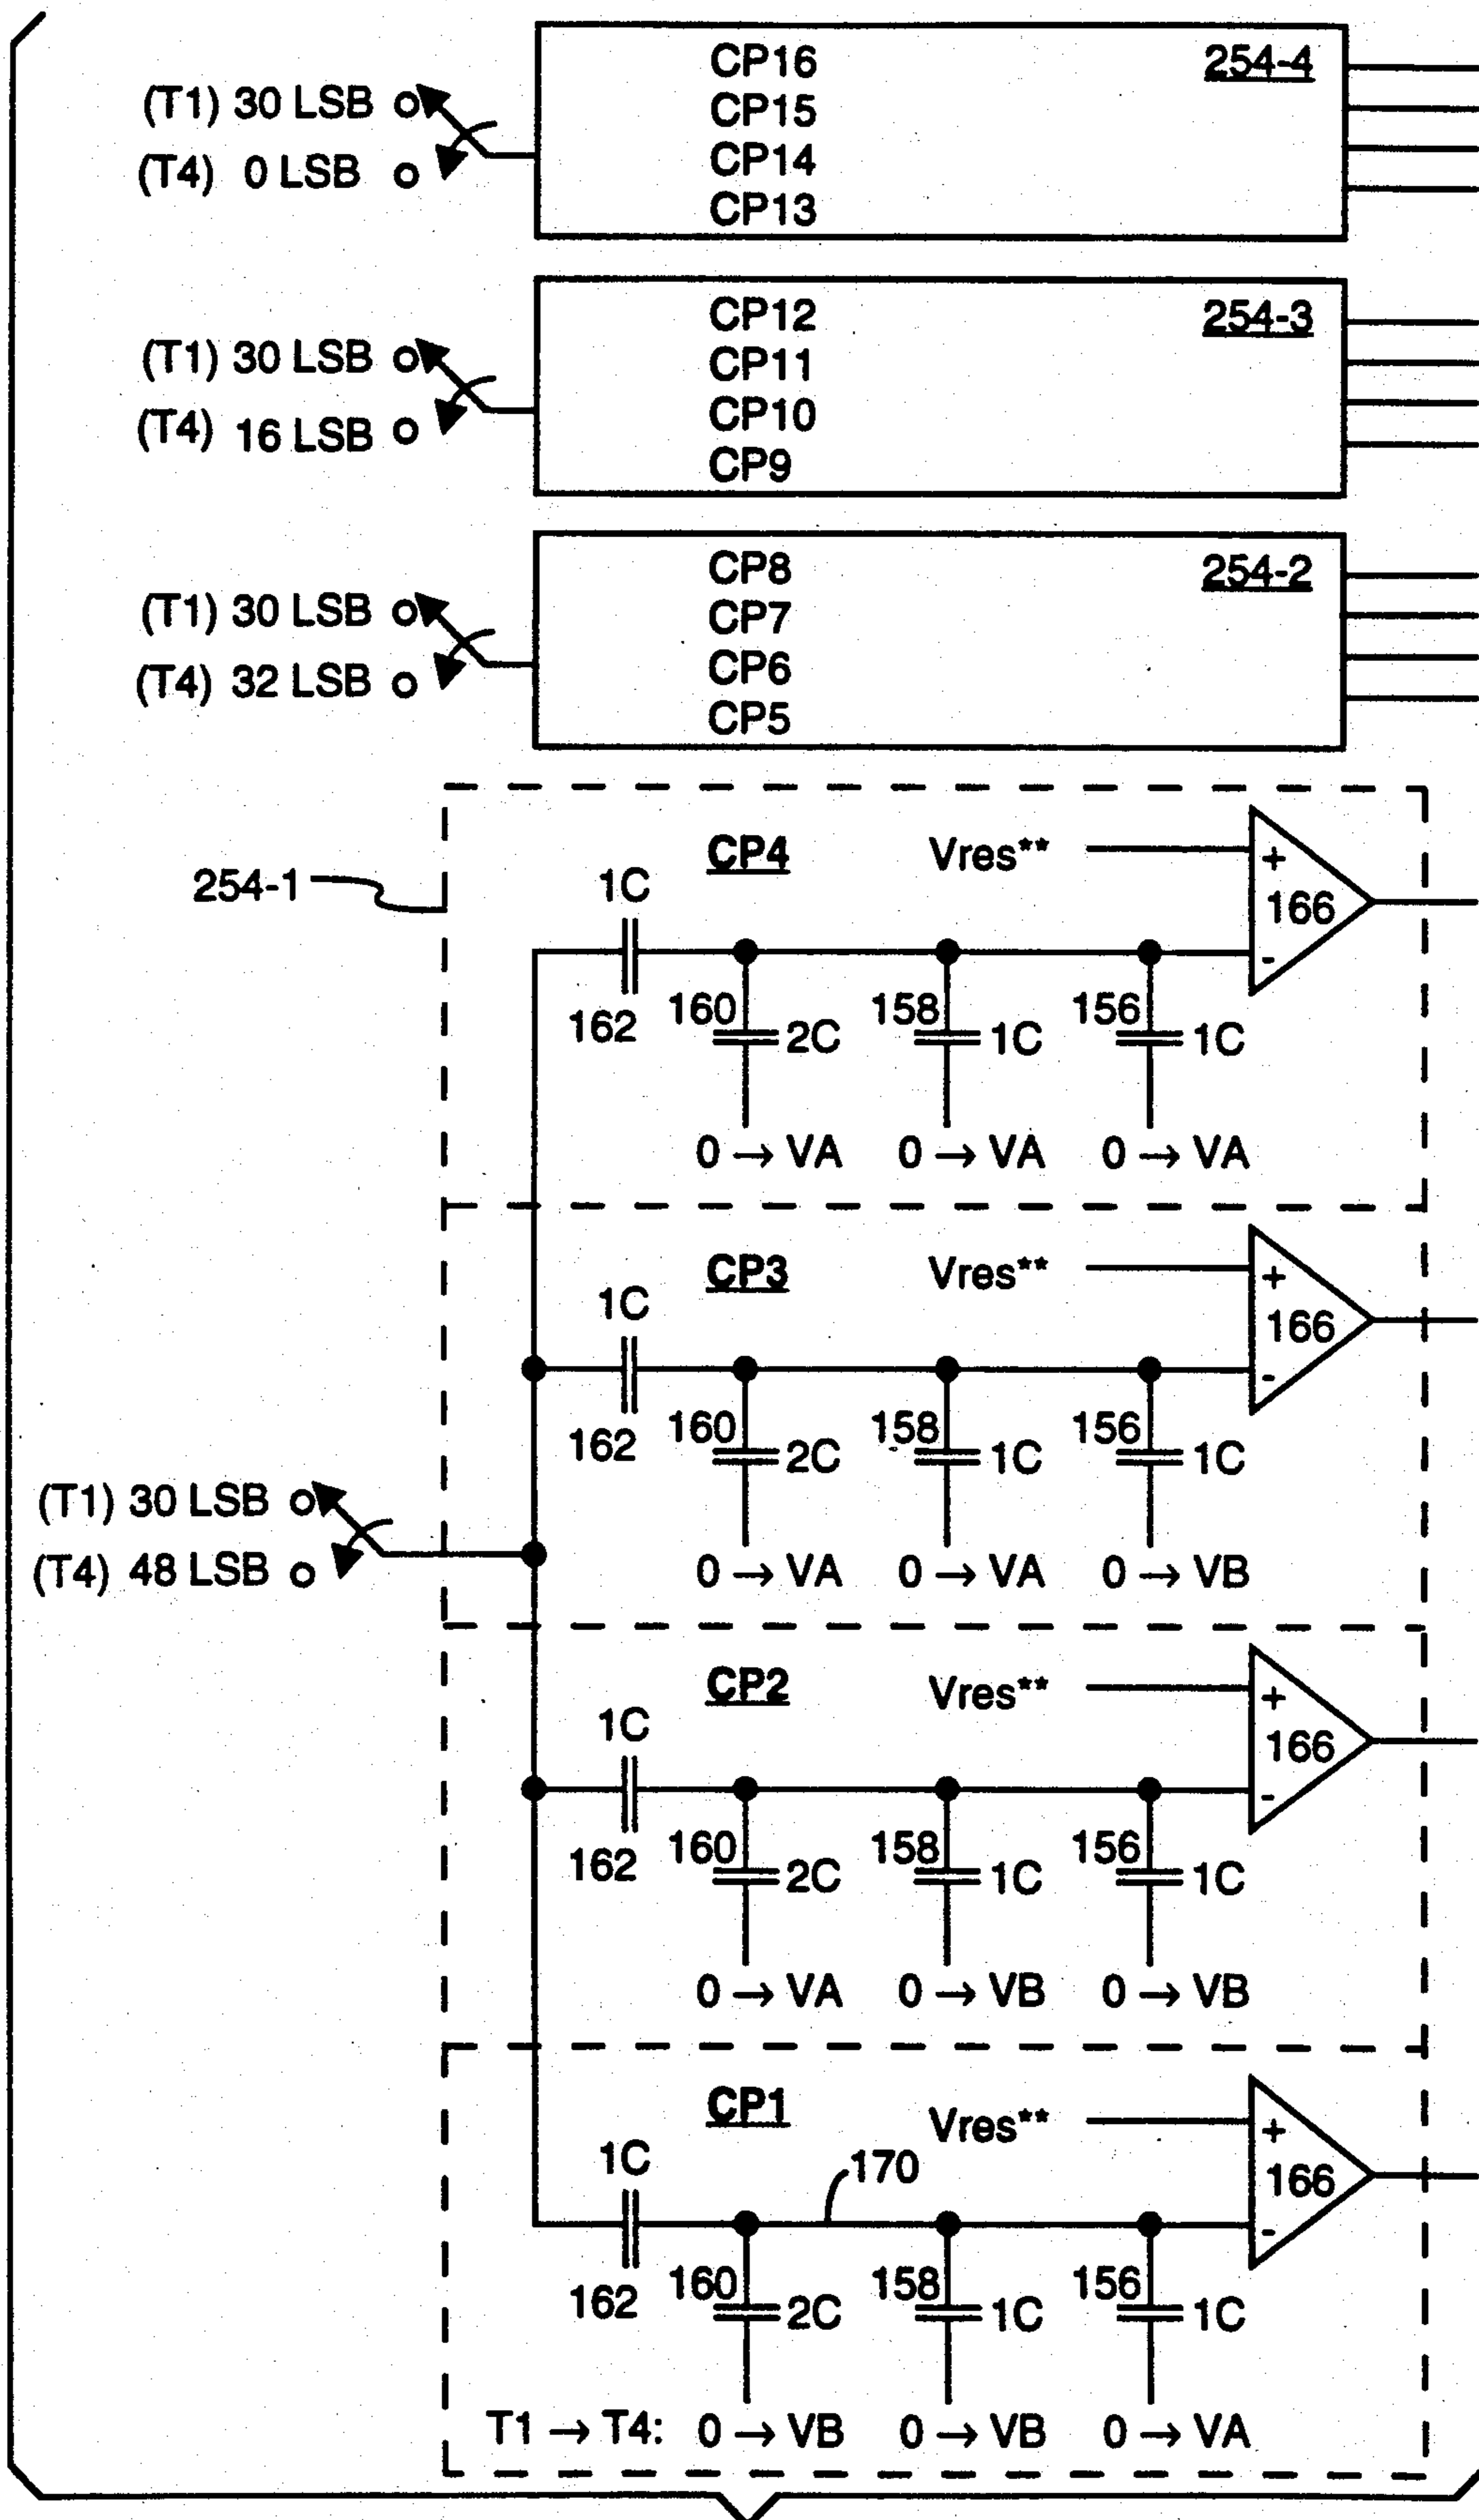 CP16 254-4
(T1) 30 LSB CP15
(T4) 0 LSB CP14
CP13
CP12 254-3
(T1) 30 LSB CP11
(T4) 16 LSB CP10
CP9
CP8 254-2
(T1) 30 LSB CP7
(T4) 32 LSB CP6
CP5
CP4 Vres** +
254-1 1C 166
-
162 160 2C 158 1C 156 1C
0 → VA 0 → VA 0 → VA
CP3 Vres** +
1C 166
-
162 160 2C 158 1C 156 1C
(T1) 30 LSB
(T4) 48 LSB 0 → VA 0 → VA 0 → VB
CP2 Vres** +
1C 166
-
162 160 2C 158 1C 156 1C
0 → VA 0 → VB 0 → VB
CP1 Vres** +
1C 170 166
-
162 160 2C 158 1C 156 1C
T1 → T4: 0 → VB 0 → VB 0 → VA